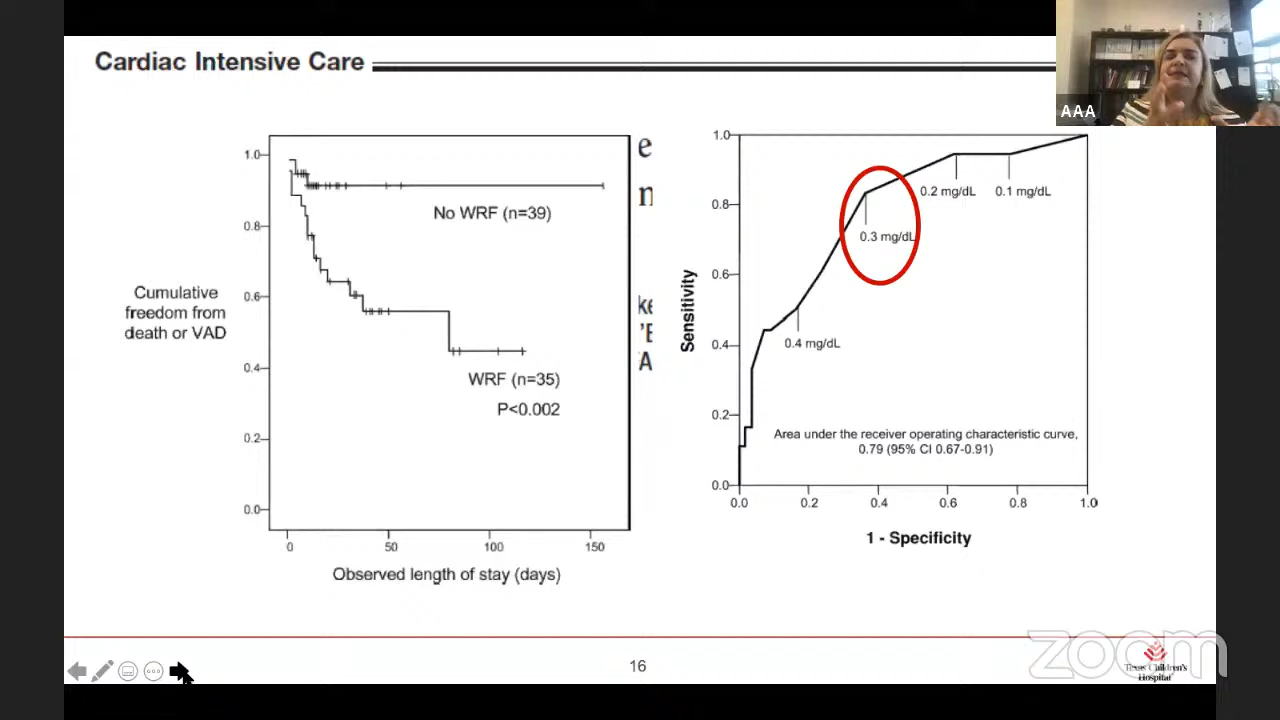 Cardiac Intensive Care
AAA
e
n
ke
'E
'A
1.0
0.8
0.6
0.4
0.2
0.0
Cumulative
freedom from
death or VAD
No WRF (n=39)
WRF (n=35)
P<0.002
0
50
100
150
Observed length of stay (days)
1.0
0.8
0.6
0.4
0.2
0.0
Sensitivity
0.2 mg/dL
0.1 mg/dL
0.3 mg/dL
0.4 mg/dL
Area under the receiver operating characteristic curve,
0.79 (95% CI 0.67-0.91)
0.0
0.2
0.4
0.6
0.8
1.0
1 - Specificity
16
zoom
Texas Children's
Hospital